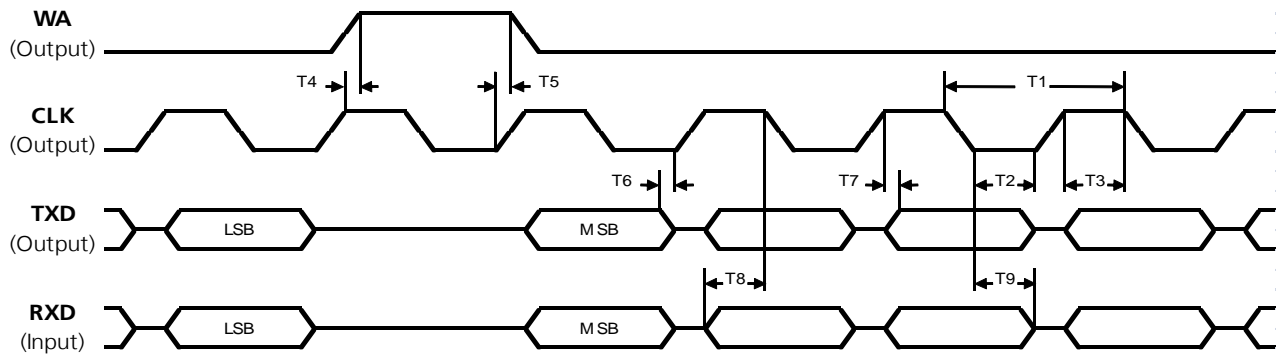 WA
(Output)
T4
T5
T1
CLK
(Output)
T6
T7
T2
T3
TXD
(Output)
LSB
MSB
T8
T9
RXD
(Input)
LSB
MSB